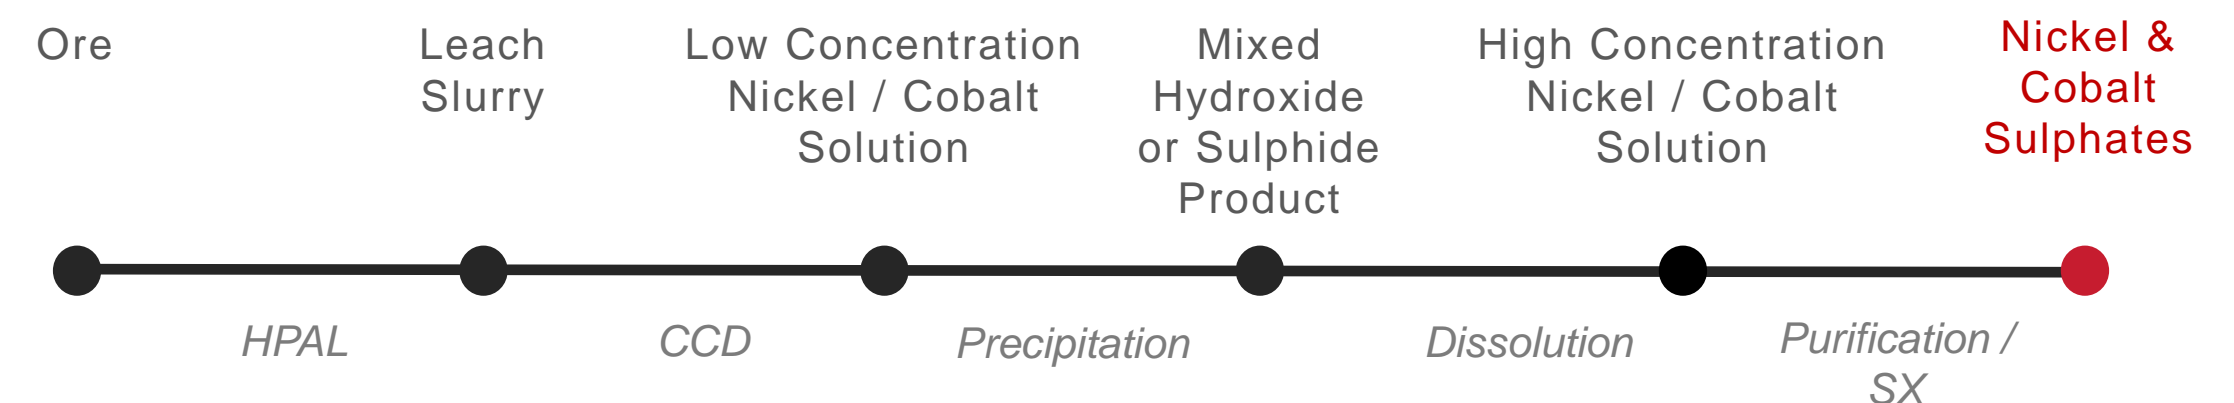 Ore
Leach
Slurry
Low Concentration
Nickel / Cobalt
Solution
Mixed
Hydroxide
or Sulphide
Product
High Concentration
Nickel / Cobalt
Solution
Nickel &
Cobalt
Sulphates
HPAL
CCD
Precipitation
Dissolution
Purification /
SX